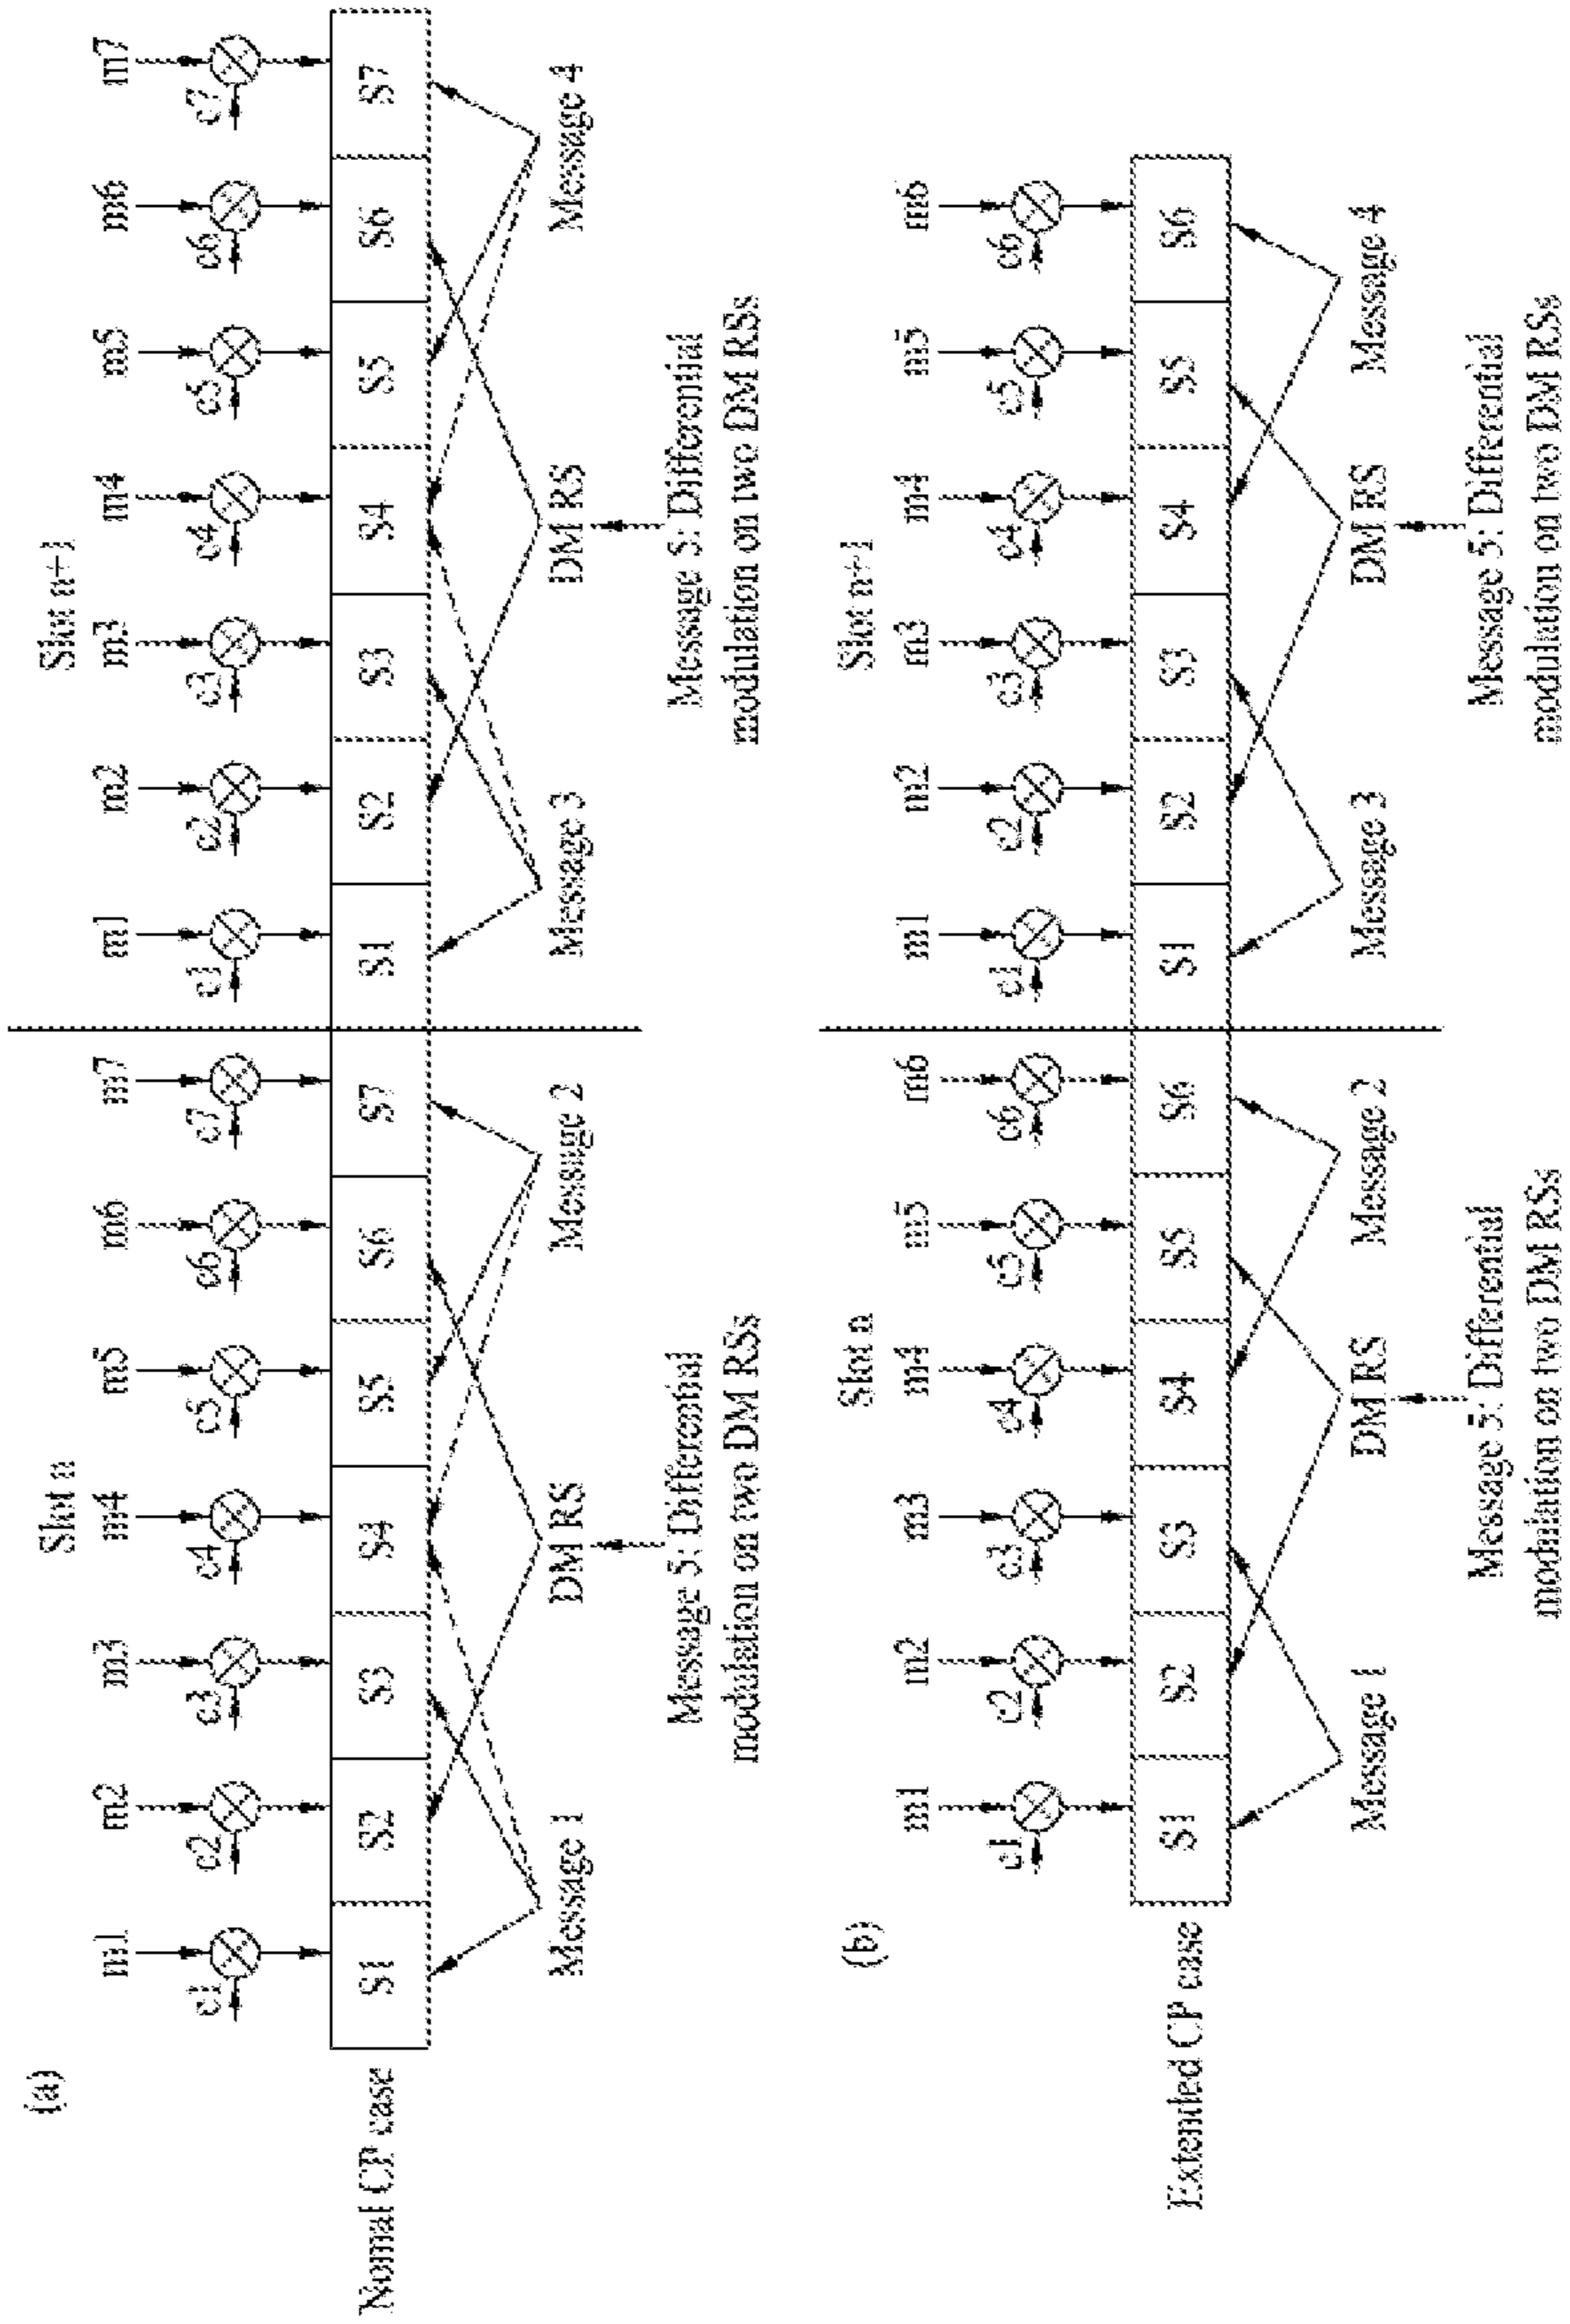 (a)
Slot n
Slot n+1
m1 m2 m3 m4 m5 m6 m7 m1 m2 m3 m4 m5 m6 m7
c1 c2 c3 c4 c5 c6 c7 c1 c2 c3 c4 c5 c6 c7
Nomal CP case
S1 S2 S3 S4 S5 S6 S7 S1 S2 S3 S4 S5 S6 S7
Message 1
DM RS
Message 2
Message 3
DM RS
Message 4
Message 5: Differential
modulation on two DM RSs
Message 5: Differential
modulation on two DM RSs
(b)
Slot n
Slot n+1
m1 m2 m3 m4 m5 m6 m1 m2 m3 m4 m5 m6
c1 c2 c3 c4 c5 c6 c1 c2 c3 c4 c5 c6
Extended CP case
S1 S2 S3 S4 S5 S6 S1 S2 S3 S4 S5 S6
Message 1
DM RS
Message 2
Message 3
DM RS
Message 4
Message 5: Differential
modulation on two DM RSs
Message 5: Differential
modulation on two DM RSs